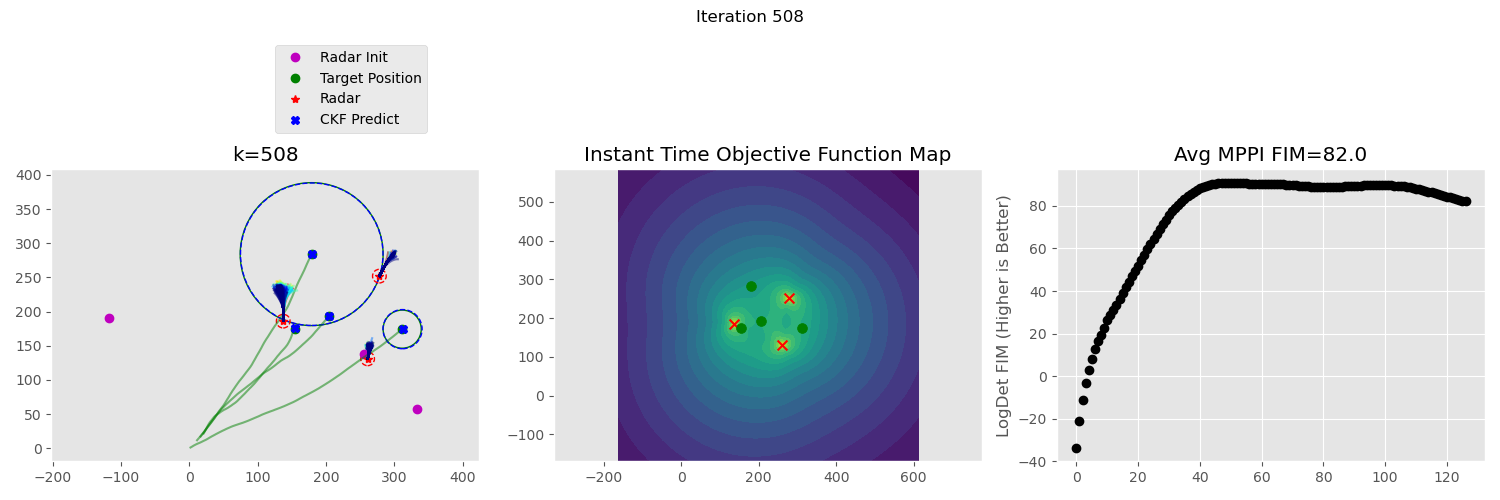 Iteration 508
Radar Init
Target Position
Radar
CKF Predict
k=508
400
350
300
250
200
150
100
50
0
−200 −100 0 100 200 300 400
Instant Time Objective Function Map
500
400
300
200
100
0
−100
−200 0 200 400 600
Avg MPPI FIM=82.0
LogDet FIM (Higher is Better)
80
60
40
20
0
−20
−40
0 20 40 60 80 100 120